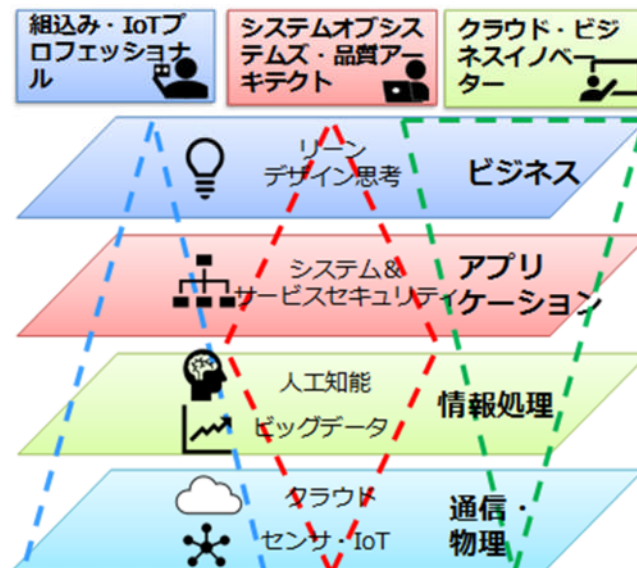 組込み・IoTプ
ロフェッショナ
ル
システムオブシ
ステムズ・品質アー
キテクト
クラウド・ビジ
ネスイノベー
ター
リーン
デザイン思考
ビジネス
システム&
サービスセキュリティ
アプリ
ケーション
人工知能
ビッグデータ
情報処理
クラウド
センサ・IoT
通信・
物理